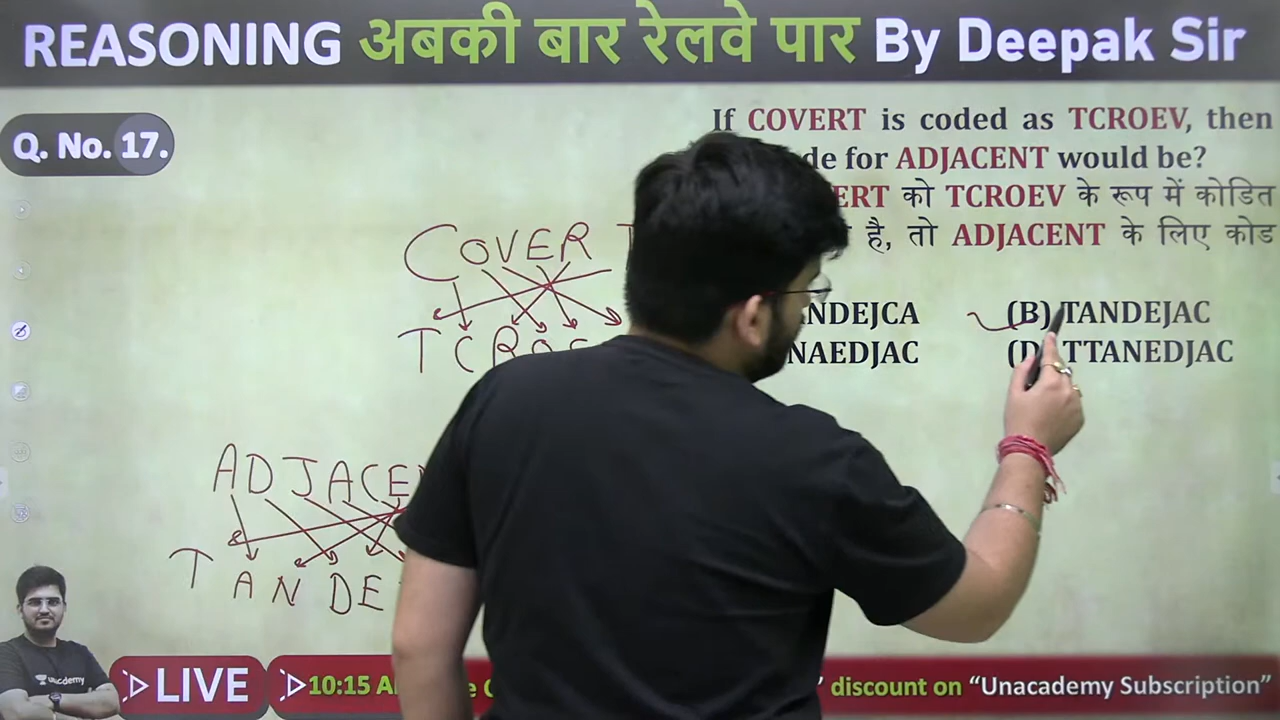 REASONING अबकी बार रेलवे पार By Deepak Sir
Q. No. 17.
If COVERT is coded as TCROEV, then
de for ADJACENT would be?
ERT को TCROEV के रूप में कोडित
है, तो ADJACENT के लिए कोड
NDEJCA (B) TANDEJAC
NAEDJAC (D) TTANEDJAC
COVER
TCRO
ADJACE
TANDE
unacademy
LIVE
10:15 discount on “Unacademy Subscription”